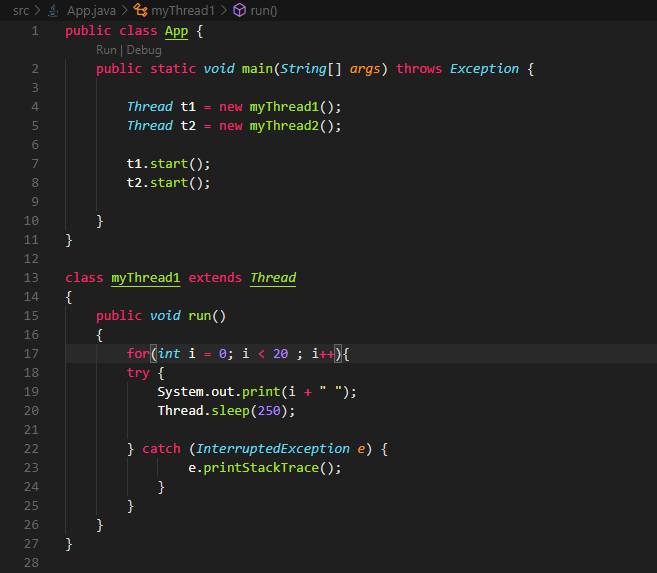 src > App.java > myThread1 > run()
1 public class App {
Run | Debug
2 public static void main(String[] args) throws Exception {
3
4 Thread t1 = new myThread1();
5 Thread t2 = new myThread2();
6
7 t1.start();
8 t2.start();
9
10 }
11 }
12
13 class myThread1 extends Thread
14 {
15 public void run()
16 {
17 for(int i = 0; i < 20 ; i++){
18 try {
19 System.out.print(i + " ");
20 Thread.sleep(250);
21
22 } catch (InterruptedException e) {
23 e.printStackTrace();
24 }
25 }
26 }
27 }
28